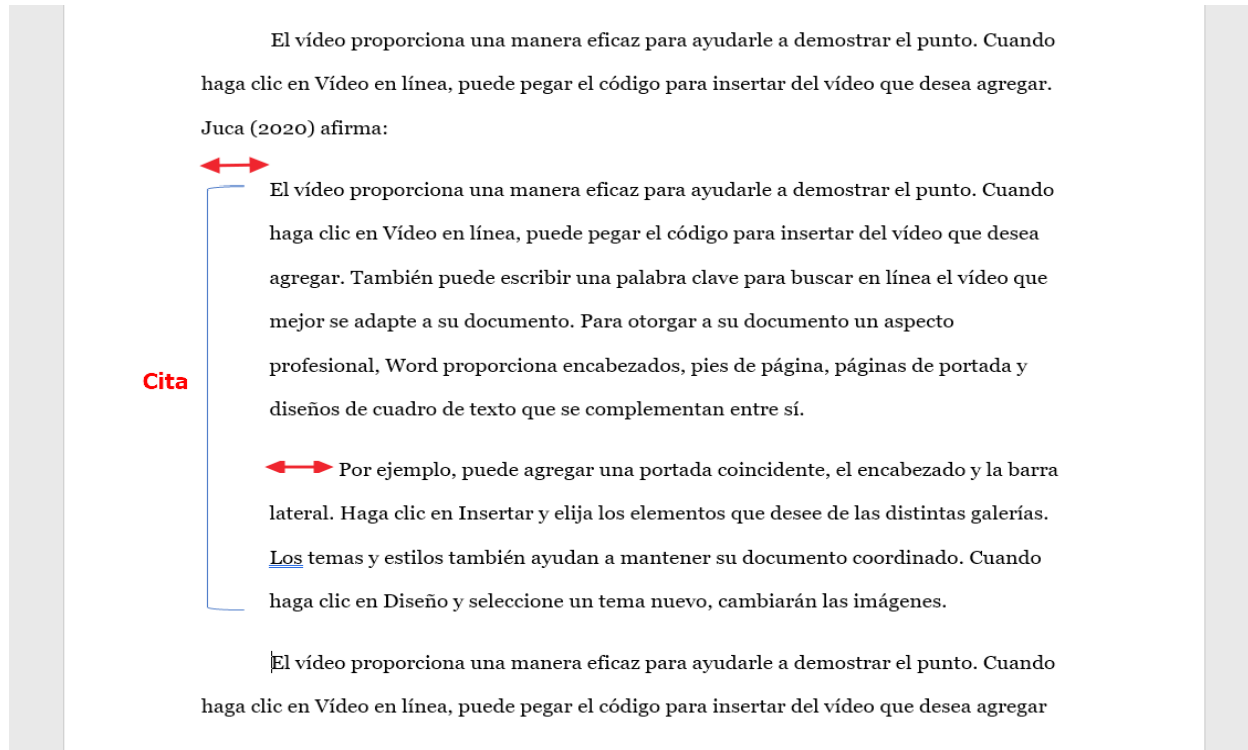 El vídeo proporciona una manera eficaz para ayudarle a demostrar el punto. Cuando
haga clic en Vídeo en línea, puede pegar el código para insertar del vídeo que desea agregar.
Juca (2020) afirma:
El vídeo proporciona una manera eficaz para ayudarle a demostrar el punto. Cuando
haga clic en Vídeo en línea, puede pegar el código para insertar del vídeo que desea
agregar. También puede escribir una palabra clave para buscar en línea el vídeo que
mejor se adapte a su documento. Para otorgar a su documento un aspecto
profesional, Word proporciona encabezados, pies de página, páginas de portada y
Cita
diseños de cuadro de texto que se complementan entre sí.
Por ejemplo, puede agregar una portada coincidente, el encabezado y la barra
lateral. Haga clic en Insertar y elija los elementos que desee de las distintas galerías.
Los temas y estilos también ayudan a mantener su documento coordinado. Cuando
haga clic en Diseño y seleccione un tema nuevo, cambiarán las imágenes.
El vídeo proporciona una manera eficaz para ayudarle a demostrar el punto. Cuando
haga clic en Vídeo en línea, puede pegar el código para insertar del vídeo que desea agregar